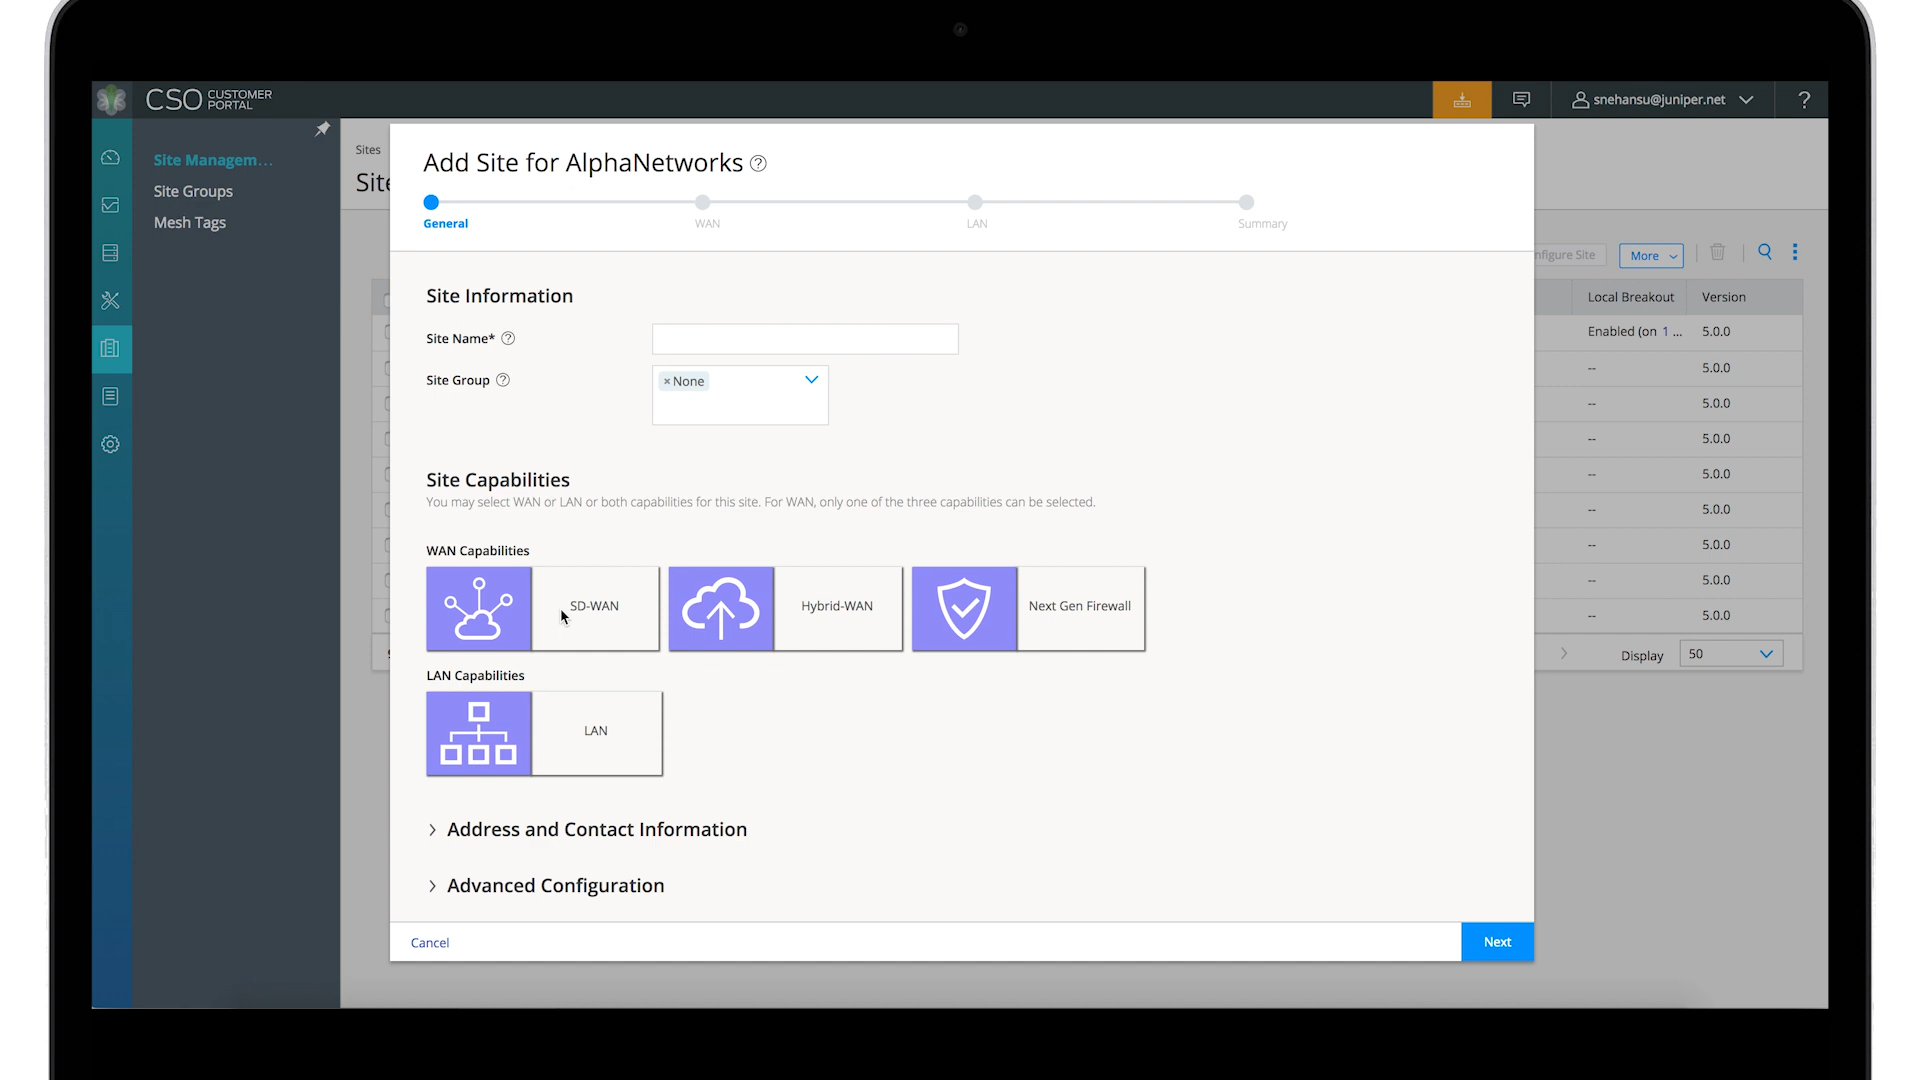 CSO CUSTOMER PORTAL
snehansu@juniper.net
?
Site Managem...
Site Groups
Mesh Tags
Sites
Add Site for AlphaNetworks ?
General
WAN
LAN
Summary
More
Site Information
Site Name* ?
Site Group ?
× None
Site Capabilities
You may select WAN or LAN or both capabilities for this site. For WAN, only one of the three capabilities can be selected.
WAN Capabilities
SD-WAN
Hybrid-WAN
Next Gen Firewall
LAN Capabilities
LAN
Address and Contact Information
Advanced Configuration
Cancel
Next
Local Breakout Version
Enabled (on 1 ... 5.0.0
-- 5.0.0
-- 5.0.0
-- 5.0.0
-- 5.0.0
-- 5.0.0
-- 5.0.0
-- 5.0.0
-- 5.0.0
Display 50